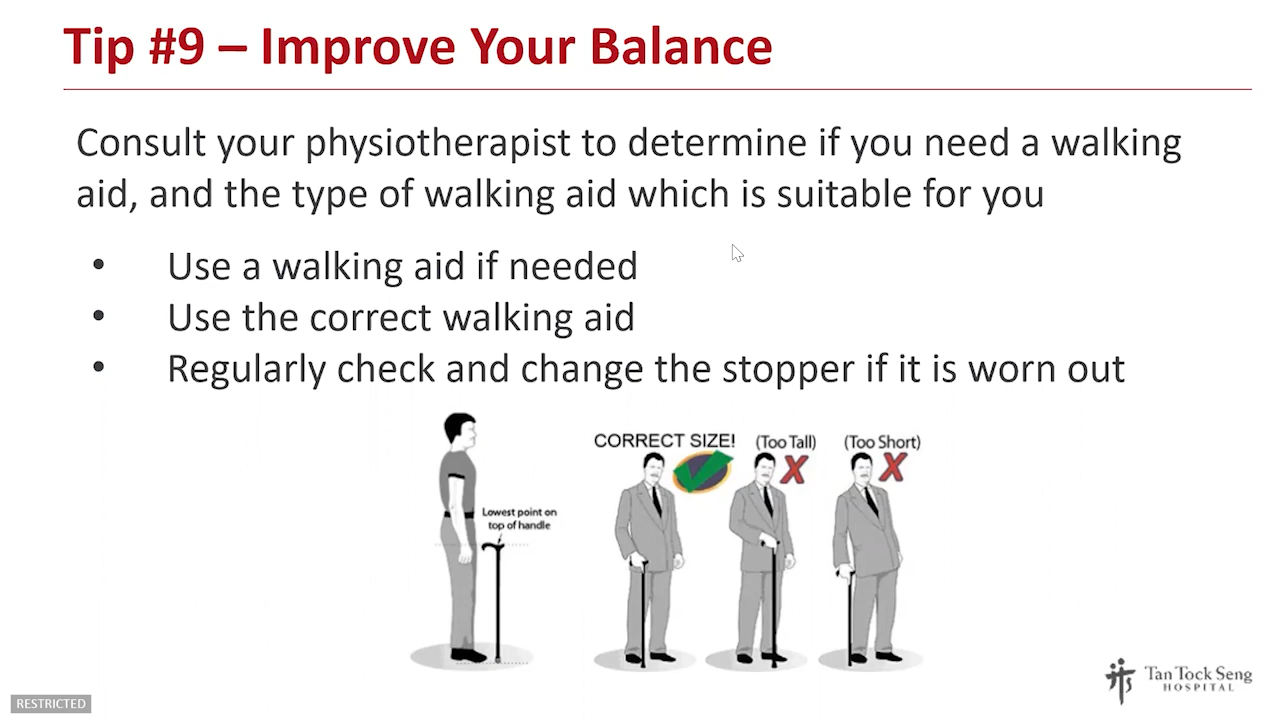 Tip #9 – Improve Your Balance
Consult your physiotherapist to determine if you need a walking
aid, and the type of walking aid which is suitable for you
• Use a walking aid if needed
• Use the correct walking aid
• Regularly check and change the stopper if it is worn out
Lowest point on
top of handle
CORRECT SIZE!
(Too Tall)
(Too Short)
Tan Tock Seng
HOSPITAL
RESTRICTED